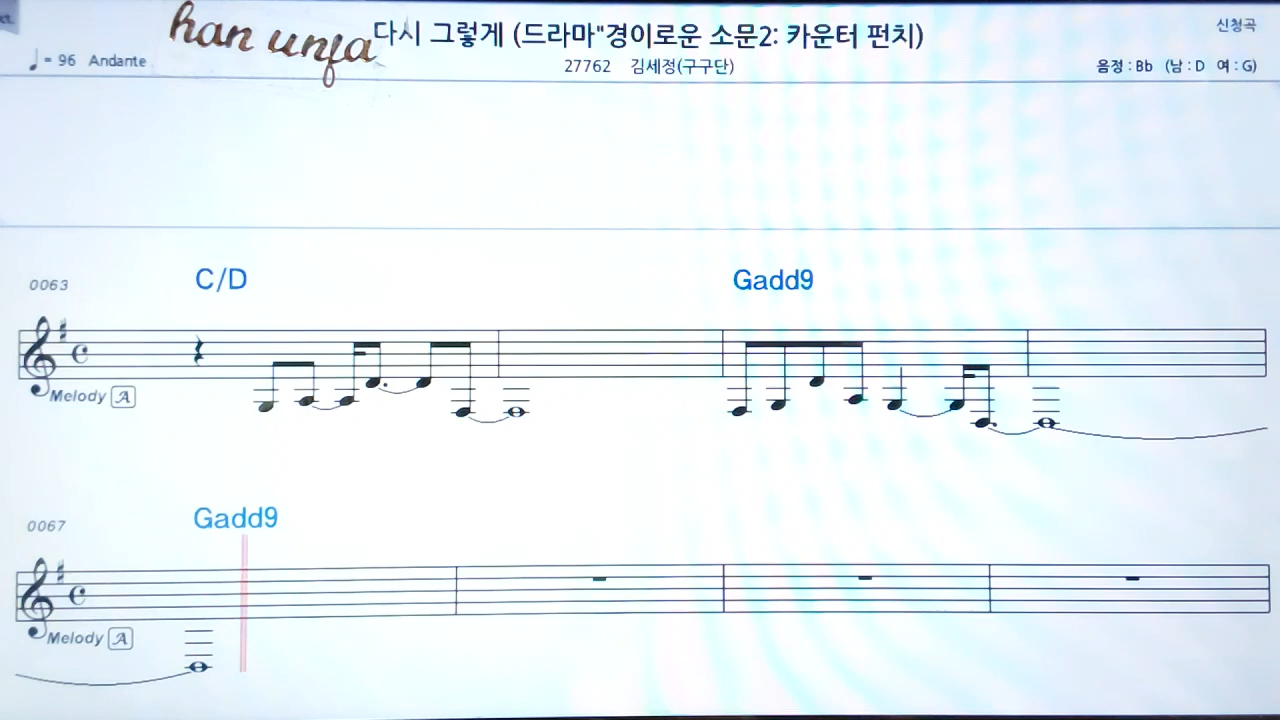 han unfa
다시 그렇게 (드라마"경이로운 소문2: 카운터 펀치)
신청곡
♩= 96 Andante
27762 김세정(구구단)
음정 : Bb (남 : D 여 : G)
0063
C/D
Gadd9
Melody A
0067
Gadd9
Melody A